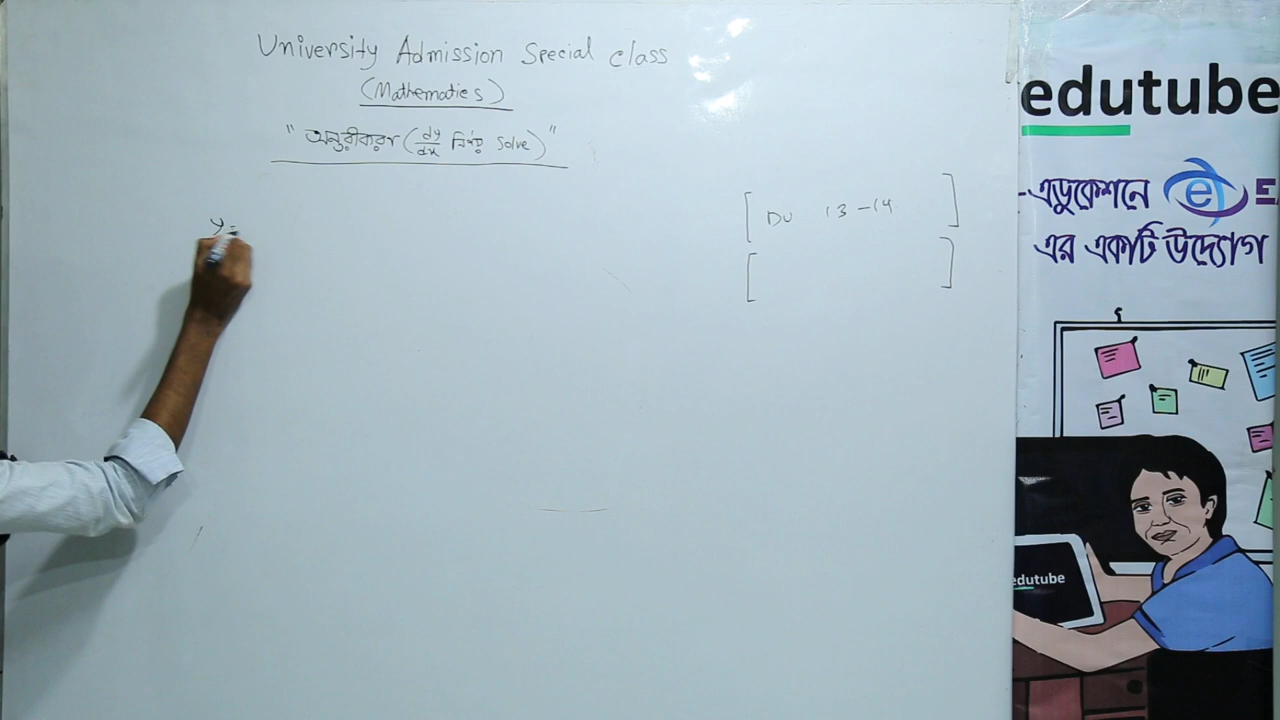 University Admission Special class
(Mathematics)
" অন্তরীকরণ (dy/dx নির্ণয় Solve) "
y =
[ DU 13-14 ]
[ ]
edutube
-এডুকেশনে e E
এর একটি উদ্যোগ
edutube